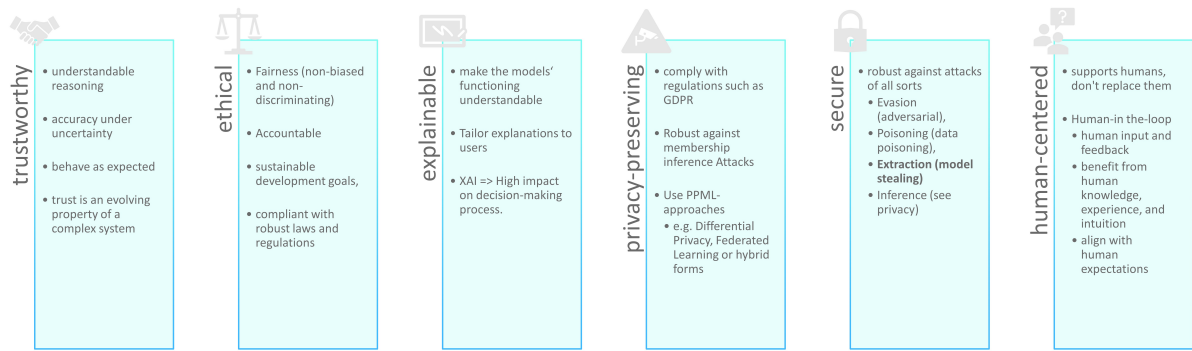 trustworthy
• understandable
reasoning
• accuracy under
uncertainty
• behave as expected
• trust is an evolving
property of a
complex system
ethical
• Fairness (non-biased
and non-
discriminating)
• Accountable
• sustainable
development goals,
• compliant with
robust laws and
regulations
explainable
• make the models‘
functioning
understandable
• Tailor explanations to
users
• XAI => High impact
on decision-making
process.
privacy-preserving
• comply with
regulations such as
GDPR
• Robust against
membership
inference Attacks
• Use PPML-
approaches
• e.g. Differential
Privacy, Federated
Learning or hybrid
forms
secure
• robust against attacks
of all sorts
• Evasion
(adversarial),
• Poisoning (data
poisoning),
• Extraction (model
stealing)
• Inference (see
privacy)
?
human-centered
• supports humans,
don't replace them
• Human-in the-loop
• human input and
feedback
• benefit from
human
knowledge,
experience, and
intuition
• align with
human
expectations